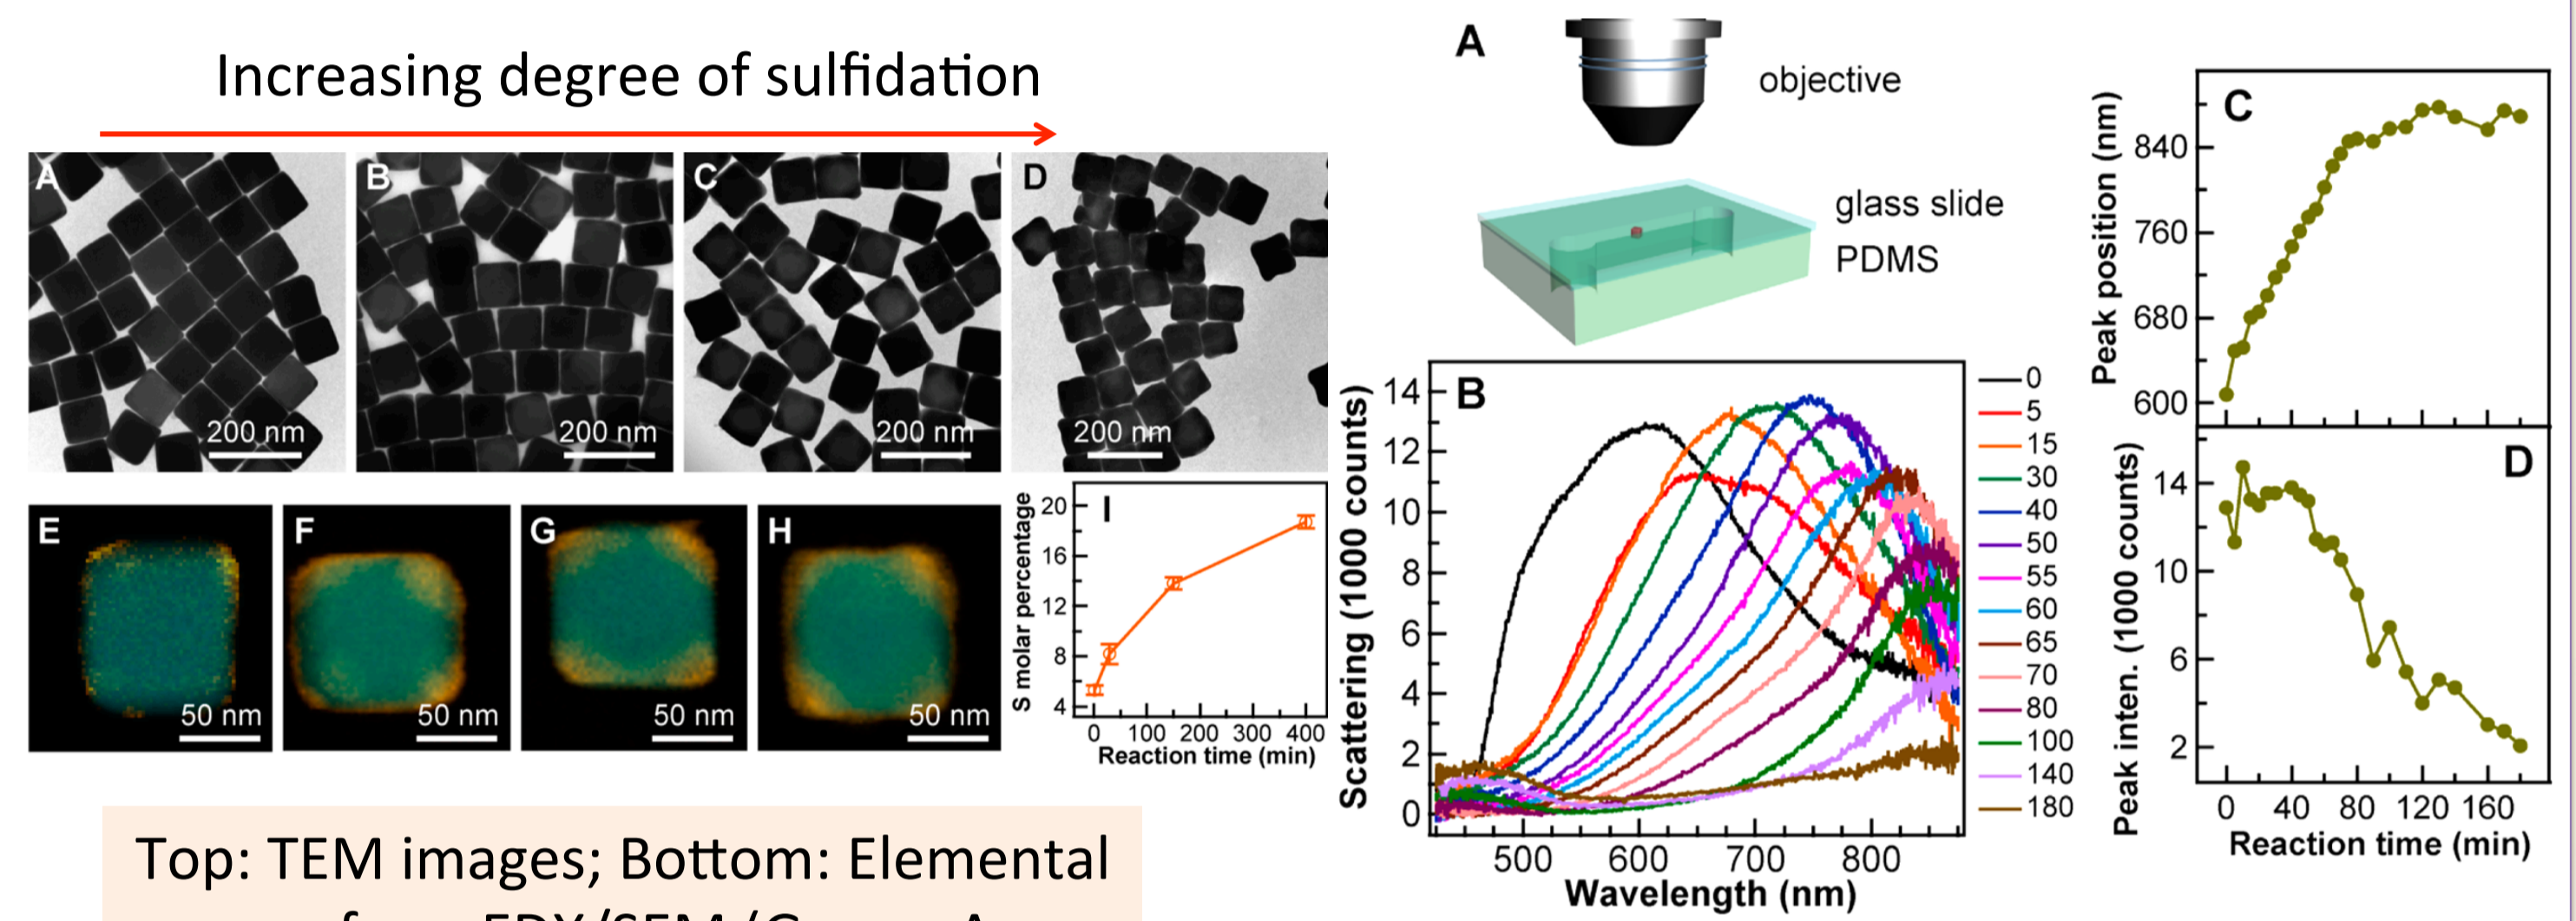 Increasing degree of sulfidation
A
B
C
D
200 nm
200 nm
200 nm
200 nm
E
F
G
H
50 nm
50 nm
50 nm
50 nm
I
S molar percentage
20
16
12
8
4
0 100 200 300 400
Reaction time (min)
Top: TEM images; Bottom: Elemental
A
objective
glass slide
PDMS
B
Scattering (1000 counts)
14
12
10
8
6
4
2
0
500 600 700 800
Wavelength (nm)
0
5
15
30
40
50
55
60
65
70
80
100
140
180
C
Peak position (nm)
840
760
680
600
D
Peak inten. (1000 counts)
14
10
6
2
0 40 80 120 160
Reaction time (min)